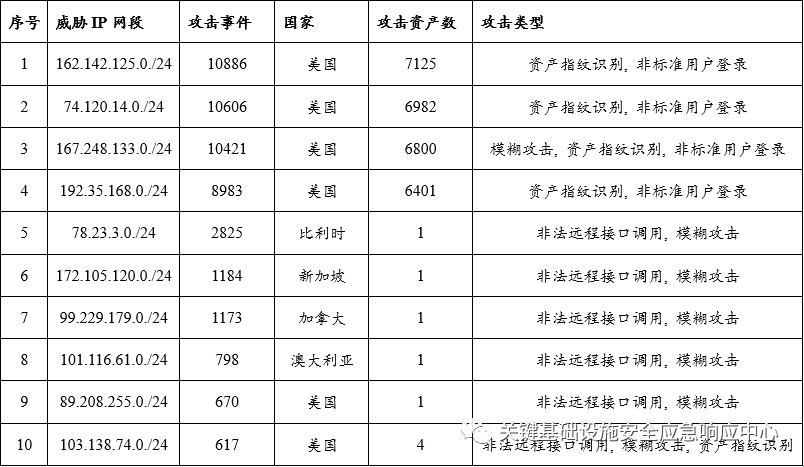 序号 威胁IP网段 攻击事件 国家 攻击资产数 攻击类型
1 162.142.125.0./24 10886 美国 7125 资产指纹识别, 非标准用户登录
2 74.120.14.0./24 10606 美国 6982 资产指纹识别, 非标准用户登录
3 167.248.133.0./24 10421 美国 6800 模糊攻击, 资产指纹识别, 非标准用户登录
4 192.35.168.0./24 8983 美国 6401 资产指纹识别, 非标准用户登录
5 78.23.3.0./24 2825 比利时 1 非法远程接口调用, 模糊攻击
6 172.105.120.0./24 1184 新加坡 1 非法远程接口调用, 模糊攻击
7 99.229.179.0./24 1173 加拿大 1 非法远程接口调用, 模糊攻击
8 101.116.61.0./24 798 澳大利亚 1 非法远程接口调用, 模糊攻击
9 89.208.255.0./24 670 美国 1 非法远程接口调用, 模糊攻击
关键基础设施安全应急响应中心
10 103.138.74.0./24 617 美国 4 非法远程接口调用, 模糊攻击, 资产指纹识别